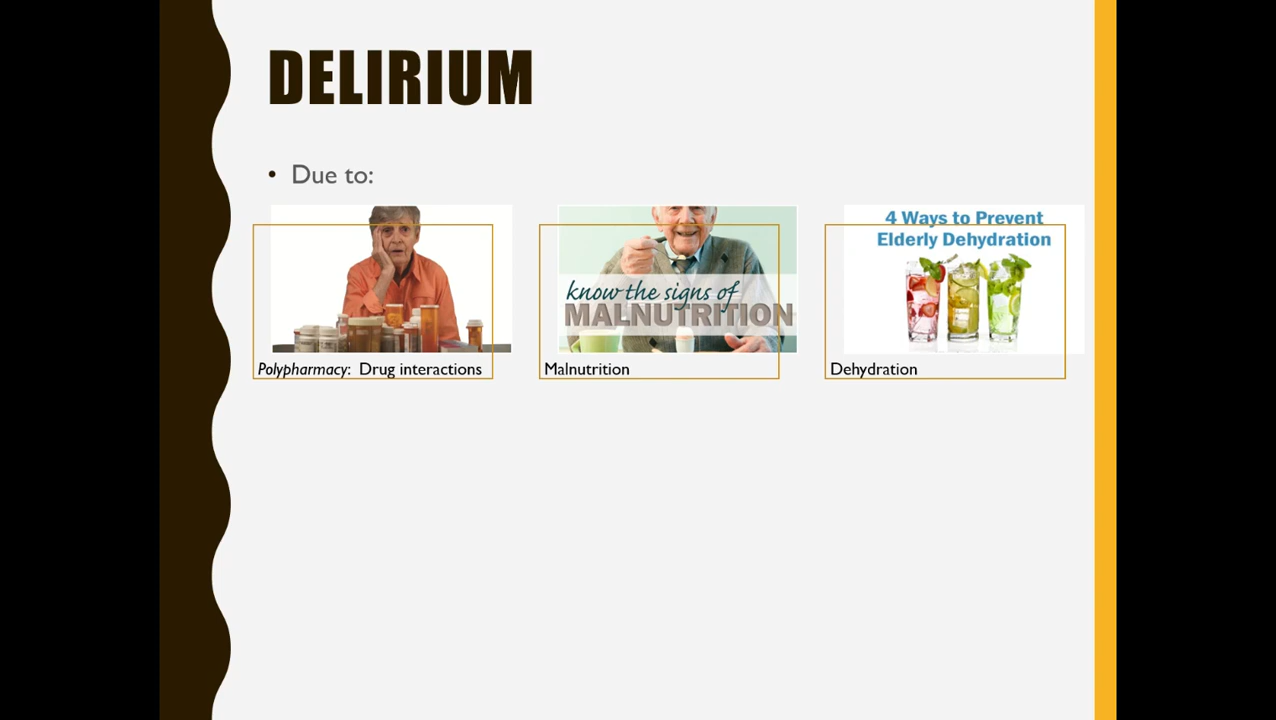 DELIRIUM
• Due to:
Polypharmacy: Drug interactions
know the signs of
MALNUTRITION
Malnutrition
4 Ways to Prevent
Elderly Dehydration
Dehydration